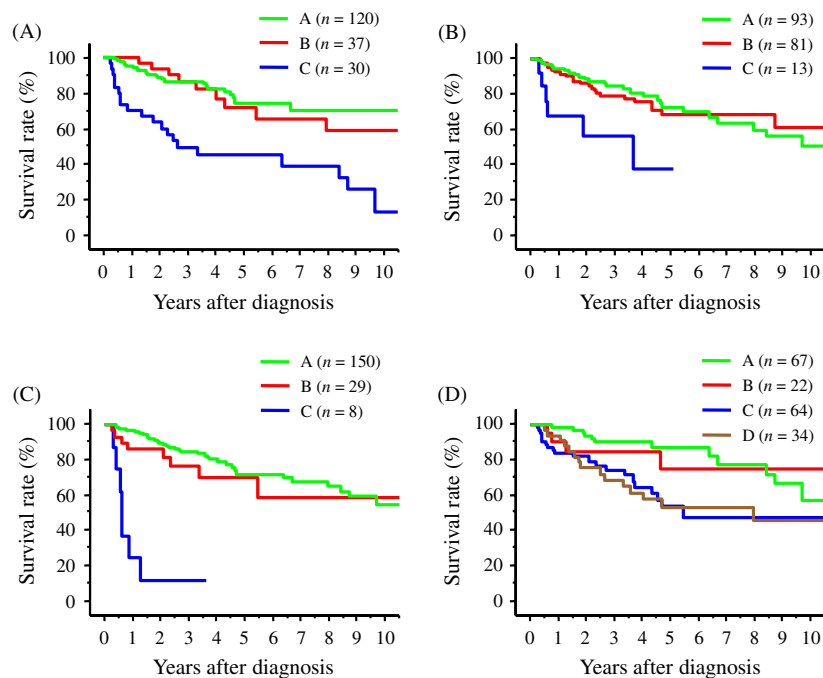 (A)
A (n = 120)
B (n = 37)
C (n = 30)
Survival rate (%)
100
80
60
40
20
0
0 1 2 3 4 5 6 7 8 9 10
Years after diagnosis
(B)
A (n = 93)
B (n = 81)
C (n = 13)
Survival rate (%)
100
80
60
40
20
0
0 1 2 3 4 5 6 7 8 9 10
Years after diagnosis
(C)
A (n = 150)
B (n = 29)
C (n = 8)
Survival rate (%)
100
80
60
40
20
0
0 1 2 3 4 5 6 7 8 9 10
Years after diagnosis
(D)
A (n = 67)
B (n = 22)
C (n = 64)
D (n = 34)
Survival rate (%)
100
80
60
40
20
0
0 1 2 3 4 5 6 7 8 9 10
Years after diagnosis